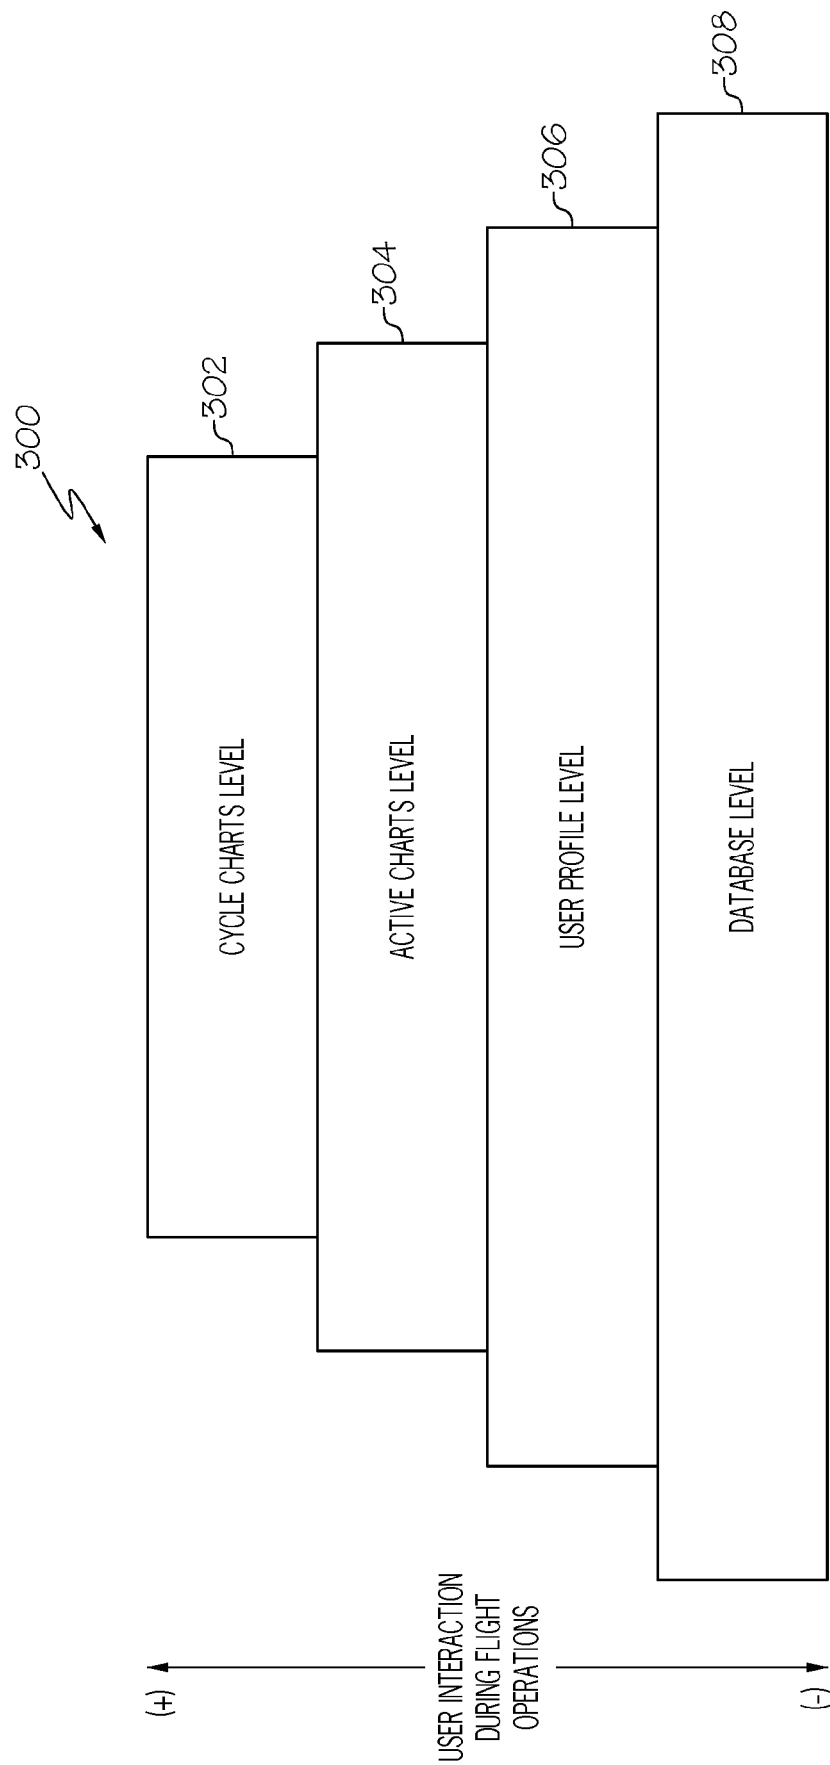 300
CYCLE CHARTS LEVEL
302
ACTIVE CHARTS LEVEL
304
USER PROFILE LEVEL
306
DATABASE LEVEL
308
(+)
USER INTERACTION
DURING FLIGHT
OPERATIONS
(-)